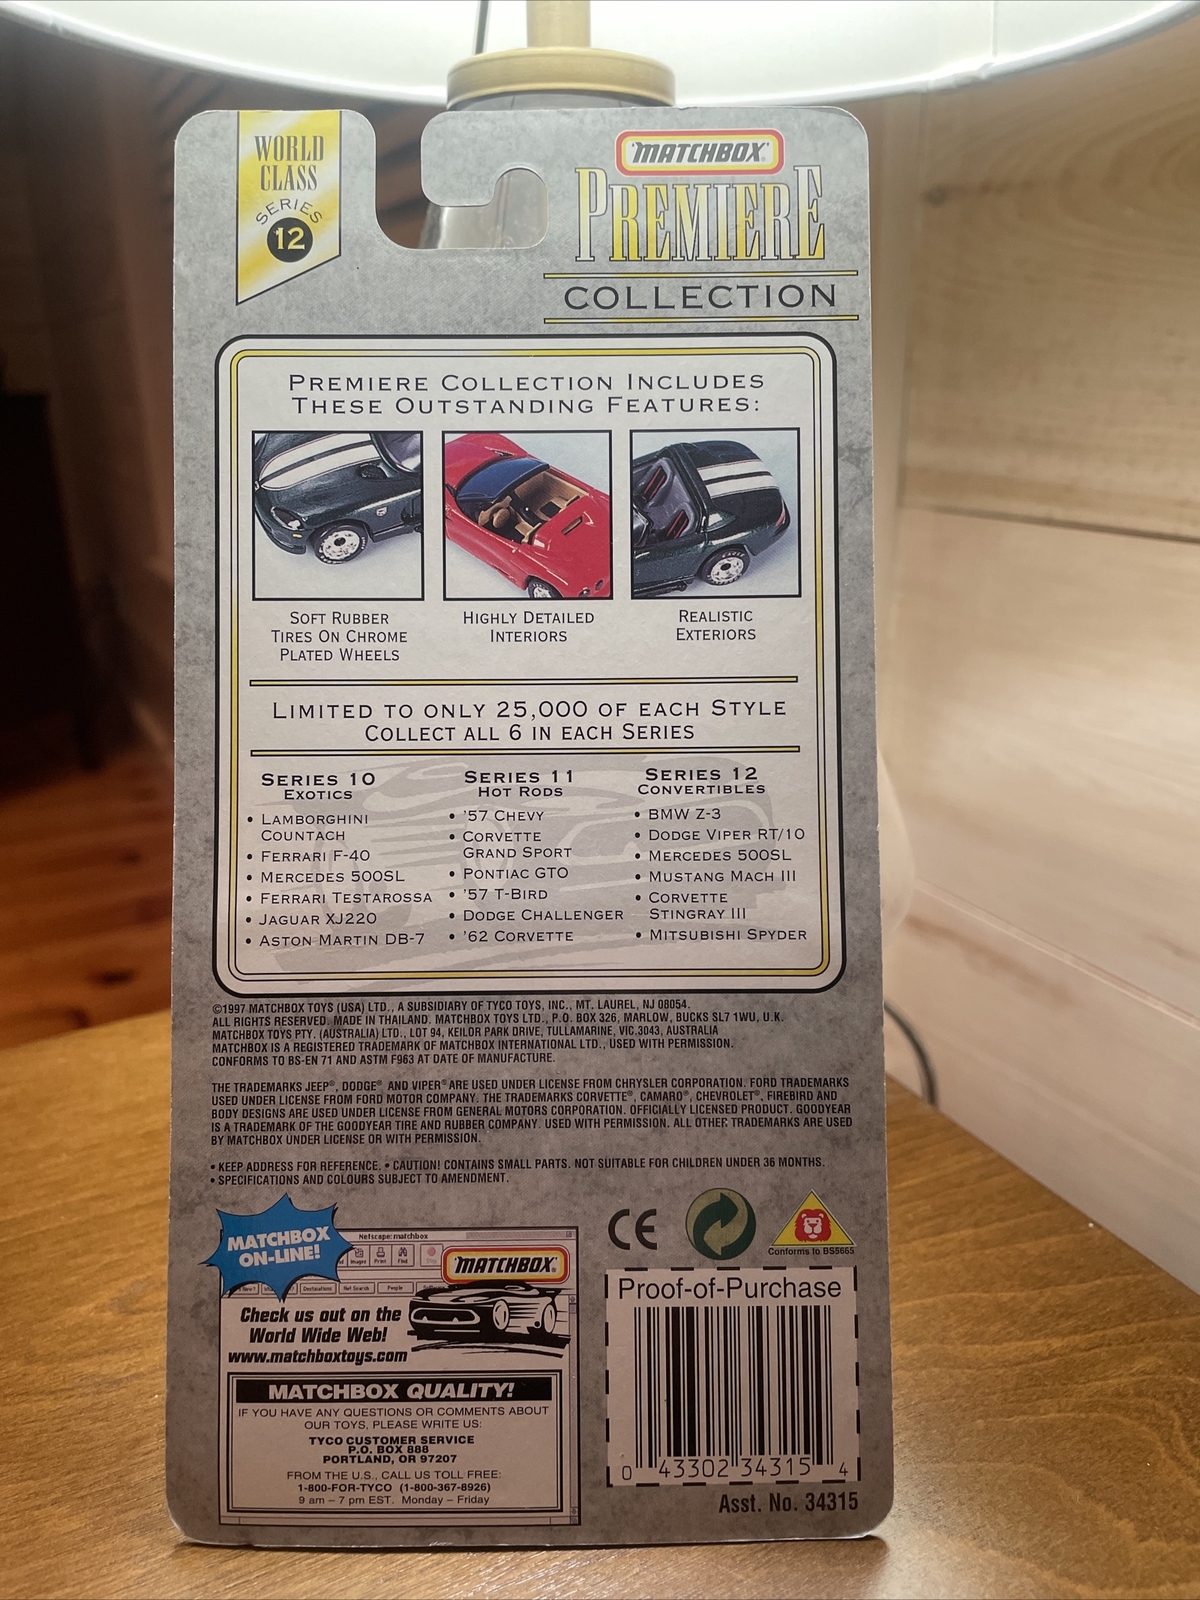 WORLD
CLASS
SERIES
12
MATCHBOX
PREMIERE
COLLECTION
PREMIERE COLLECTION INCLUDES
THESE OUTSTANDING FEATURES:
SOFT RUBBER
TIRES ON CHROME
PLATED WHEELS
HIGHLY DETAILED
INTERIORS
REALISTIC
EXTERIORS
LIMITED TO ONLY 25,000 OF EACH STYLE
COLLECT ALL 6 IN EACH SERIES
SERIES 10
EXOTICS
• LAMBORGHINI
COUNTACH
• FERRARI F-40
• MERCEDES 500SL
• FERRARI TESTAROSSA
• JAGUAR XJ220
• ASTON MARTIN DB-7
SERIES 11
HOT RODS
• '57 CHEVY
• CORVETTE
GRAND SPORT
• PONTIAC GTO
• '57 T-BIRD
• DODGE CHALLENGER
• '62 CORVETTE
SERIES 12
CONVERTIBLES
• BMW Z-3
• DODGE VIPER RT/10
• MERCEDES 500SL
• MUSTANG MACH III
• CORVETTE
STINGRAY III
• MITSUBISHI SPYDER
©1997 MATCHBOX TOYS (USA) LTD., A SUBSIDIARY OF TYCO TOYS, INC., MT. LAUREL, NJ 08054.
ALL RIGHTS RESERVED. MADE IN THAILAND. MATCHBOX TOYS LTD., P.O. BOX 326, MARLOW, BUCKS SL7 1WU, U.K.
MATCHBOX TOYS PTY. (AUSTRALIA) LTD., LOT 94, KEILOR PARK DRIVE, TULLAMARINE, VIC.3043, AUSTRALIA
MATCHBOX IS A REGISTERED TRADEMARK OF MATCHBOX INTERNATIONAL LTD., USED WITH PERMISSION.
CONFORMS TO BS-EN 71 AND ASTM F963 AT DATE OF MANUFACTURE.
THE TRADEMARKS JEEP®, DODGE® AND VIPER® ARE USED UNDER LICENSE FROM CHRYSLER CORPORATION. FORD TRADEMARKS
USED UNDER LICENSE FROM FORD MOTOR COMPANY. THE TRADEMARKS CORVETTE®, CAMARO®, CHEVROLET®, FIREBIRD AND
BODY DESIGNS ARE USED UNDER LICENSE FROM GENERAL MOTORS CORPORATION. OFFICIALLY LICENSED PRODUCT. GOODYEAR
IS A TRADEMARK OF THE GOODYEAR TIRE AND RUBBER COMPANY. USED WITH PERMISSION. ALL OTHER TRADEMARKS ARE USED
BY MATCHBOX UNDER LICENSE OR WITH PERMISSION.
• KEEP ADDRESS FOR REFERENCE. • CAUTION! CONTAINS SMALL PARTS. NOT SUITABLE FOR CHILDREN UNDER 36 MONTHS.
• SPECIFICATIONS AND COLOURS SUBJECT TO AMENDMENT.
MATCHBOX
ON-LINE!
Netscape: matchbox
Images Print Find Stop
Destinations Net Search People
MATCHBOX
Check us out on the
World Wide Web!
www.matchboxtoys.com
MATCHBOX QUALITY!
IF YOU HAVE ANY QUESTIONS OR COMMENTS ABOUT
OUR TOYS, PLEASE WRITE US:
TYCO CUSTOMER SERVICE
P.O. BOX 888
PORTLAND, OR 97207
FROM THE U.S., CALL US TOLL FREE:
1-800-FOR-TYCO (1-800-367-8926)
9 am – 7 pm EST. Monday – Friday
CE
Conforms to BS5665
Proof-of-Purchase
0 43302 34315 4
Asst. No. 34315